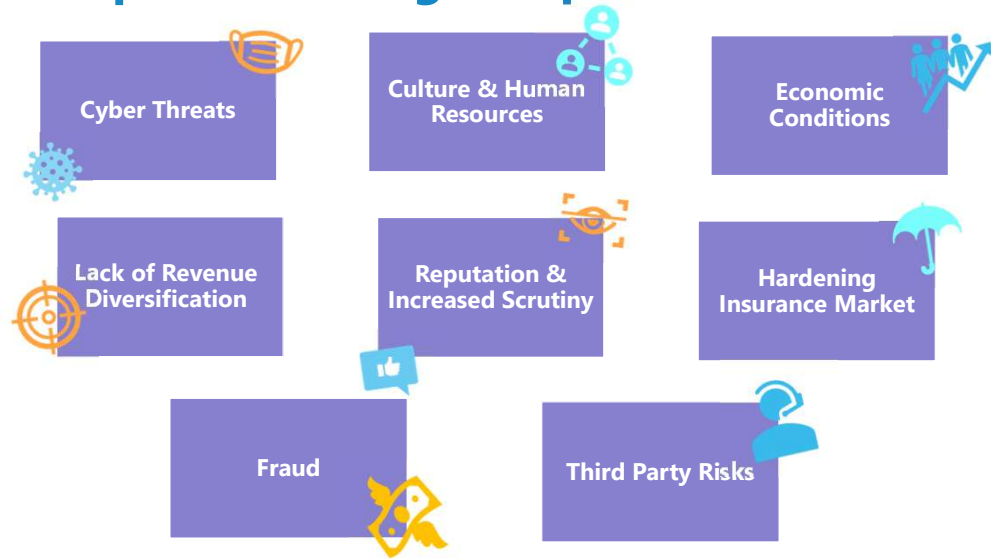 Cyber Threats
Culture & Human
Resources
Economic
Conditions
Lack of Revenue
Diversification
Reputation &
Increased Scrutiny
Hardening
Insurance Market
Fraud
Third Party Risks